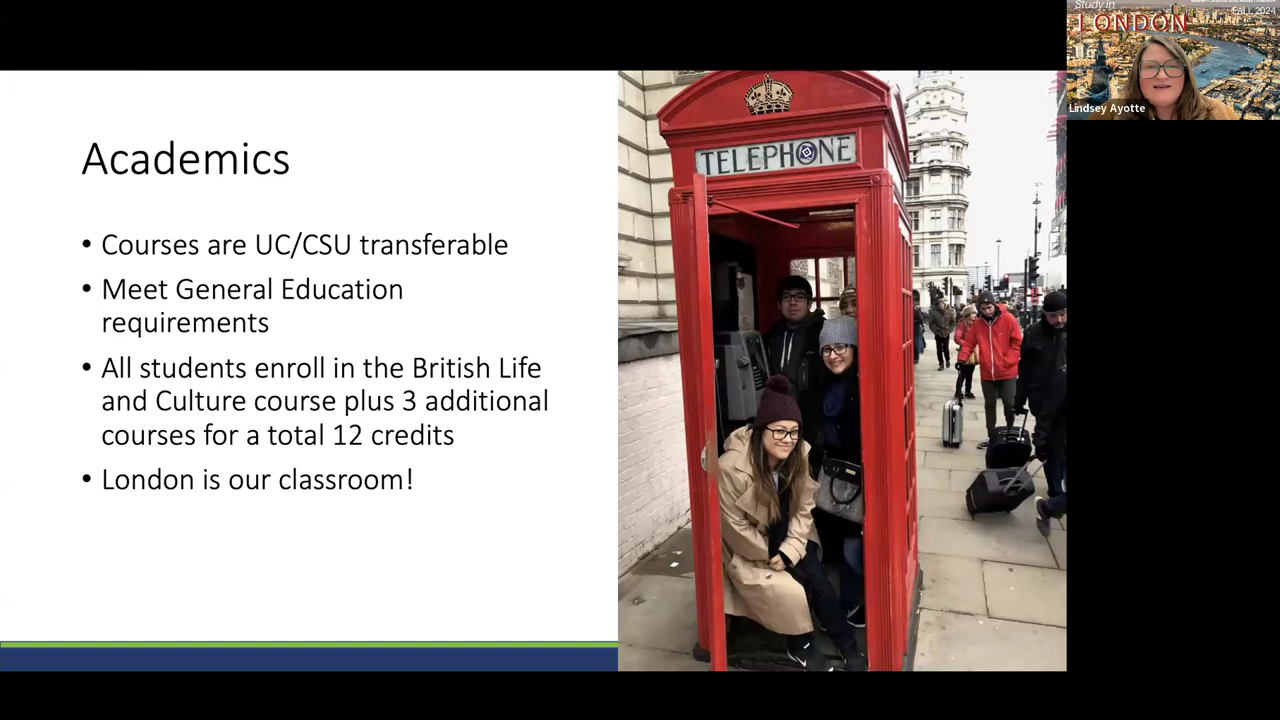 Academics
• Courses are UC/CSU transferable
• Meet General Education
requirements
• All students enroll in the British Life
and Culture course plus 3 additional
courses for a total 12 credits
• London is our classroom!
TELEPHONE
Study in
FALL 2024
LONDON
Lindsey Ayotte